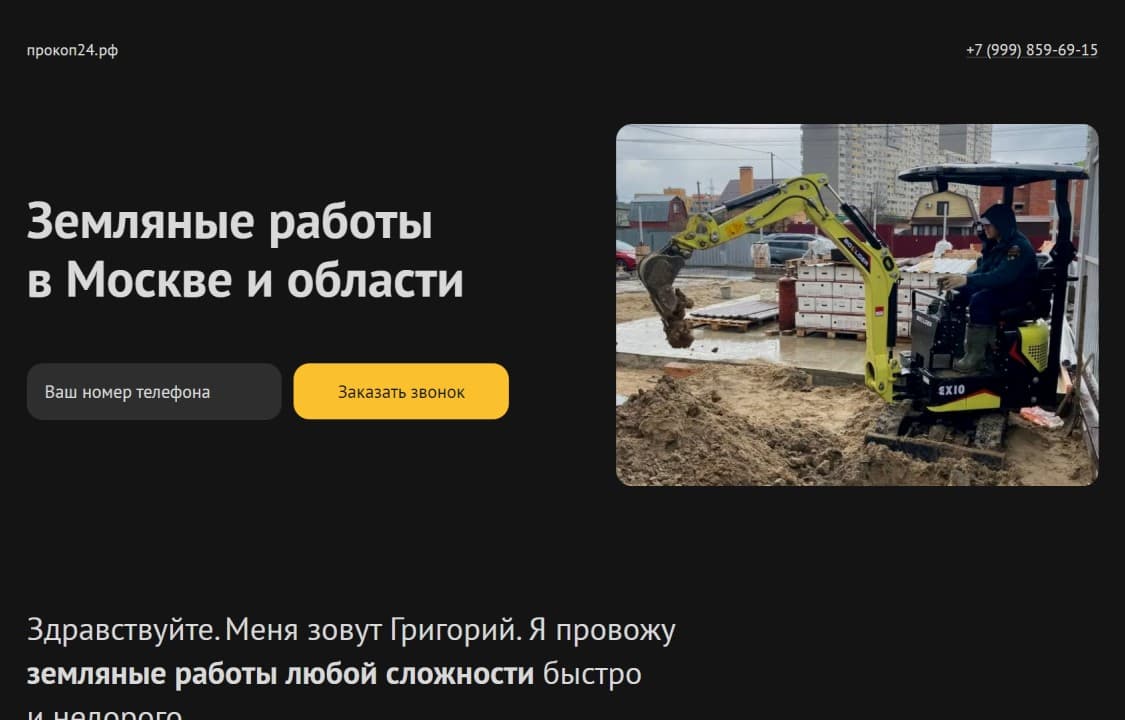 прокоп24.рф
+7 (999) 859-69-15
Земляные работы
в Москве и области
Ваш номер телефона
Заказать звонок
EX10
Здравствуйте. Меня зовут Григорий. Я провожу
земляные работы любой сложности быстро
и недорого